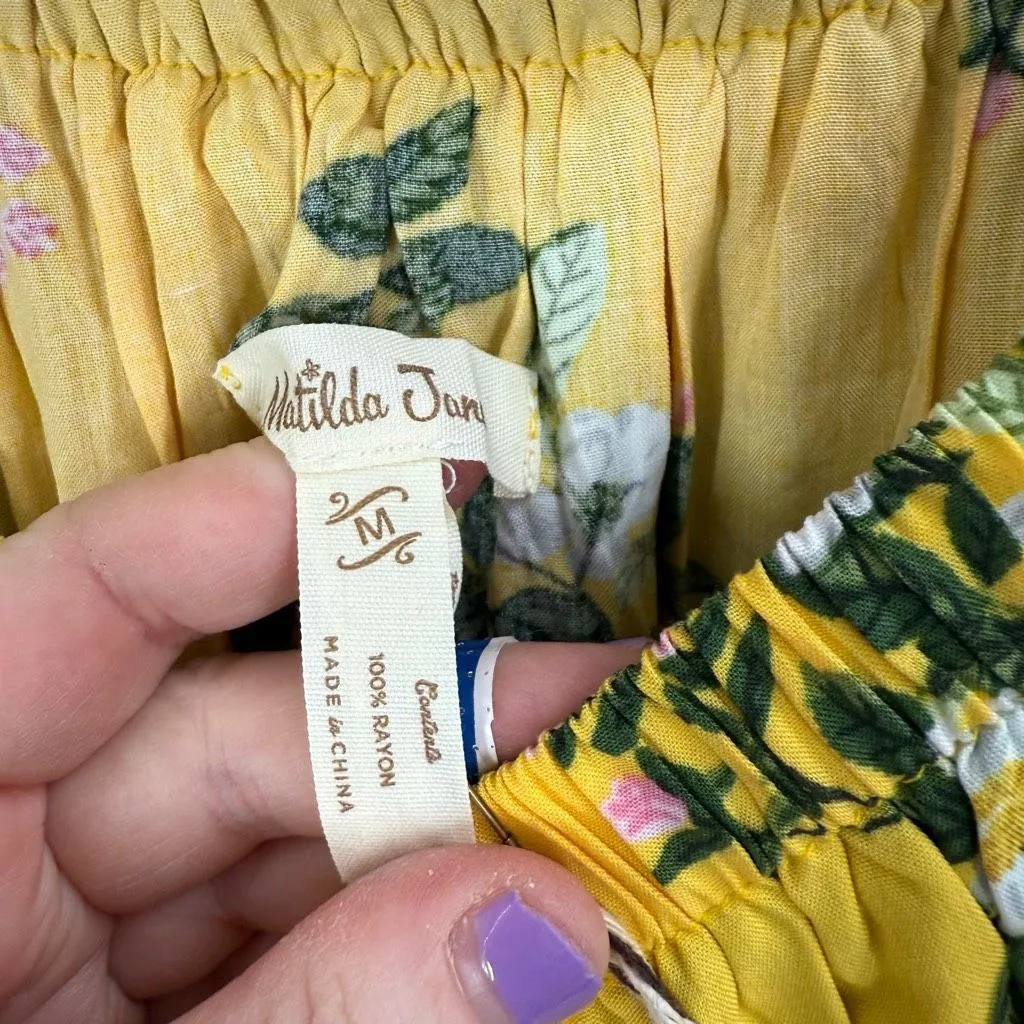 Matilda Jan
M
Contents
100% RAYON
MADE in CHINA